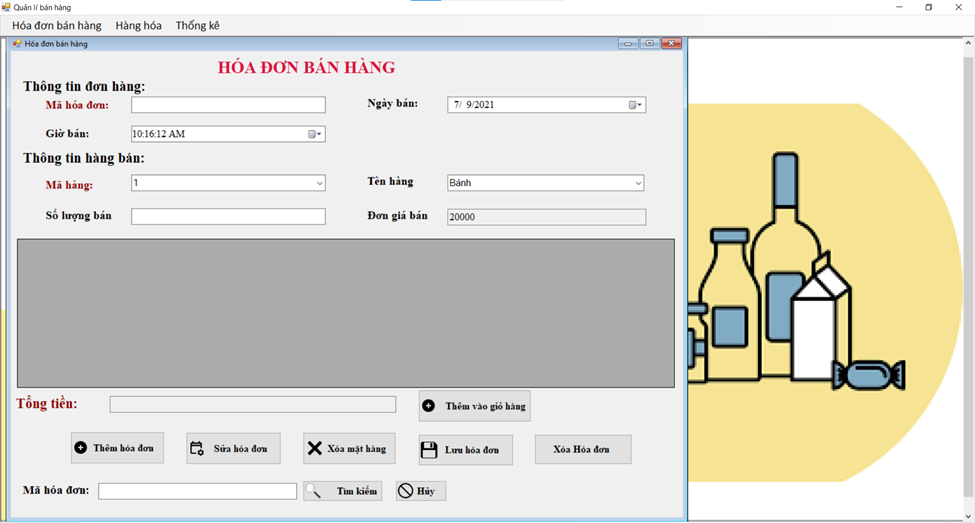 Quản lí bán hàng
Hóa đơn bán hàng Hàng hóa Thống kê
Hóa đơn bán hàng
HÓA ĐƠN BÁN HÀNG
Thông tin đơn hàng:
Mã hóa đơn: Ngày bán: 7/ 9/2021
Giờ bán: 10:16:12 AM
Thông tin hàng bán:
Mã hàng: 1 Tên hàng Bánh
Số lượng bán Đơn giá bán 20000
Tổng tiền: Thêm vào giỏ hàng
Thêm hóa đơn Sửa hóa đơn Xóa mặt hàng Lưu hóa đơn Xóa Hóa đơn
Mã hóa đơn: Tìm kiếm Hủy